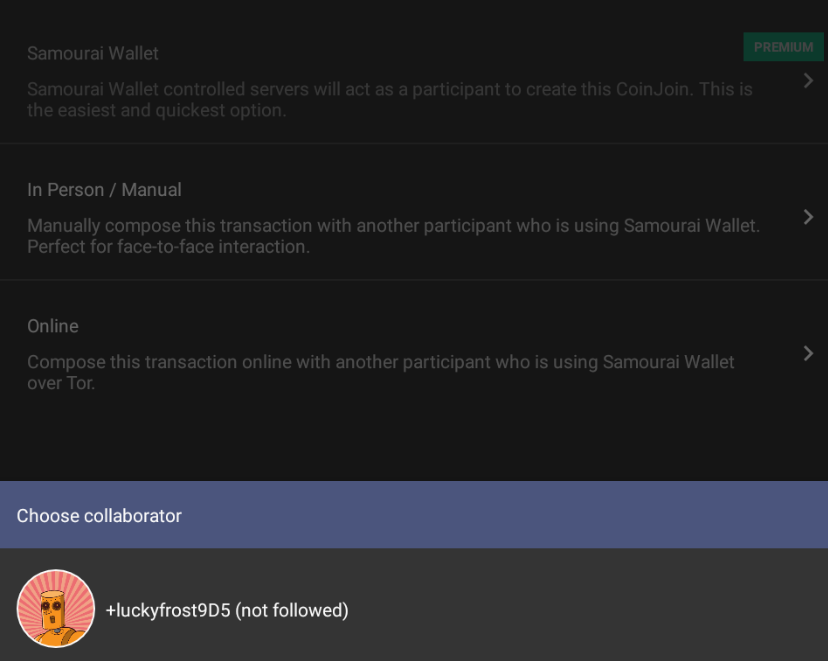 Samourai Wallet
PREMIUM
Samourai Wallet controlled servers will act as a participant to create this CoinJoin. This is
the easiest and quickest option.
In Person / Manual
Manually compose this transaction with another participant who is using Samourai Wallet.
Perfect for face-to-face interaction.
Online
Compose this transaction online with another participant who is using Samourai Wallet
over Tor.
Choose collaborator
+luckyfrost9D5 (not followed)